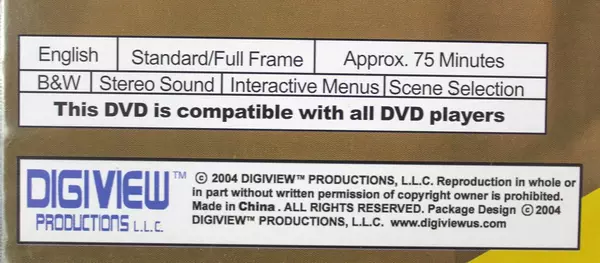 English | Standard/Full Frame | Approx. 75 Minutes
B&W | Stereo Sound | Interactive Menus | Scene Selection
This DVD is compatible with all DVD players
DIGIVIEW™
PRODUCTIONS L.L.C.
© 2004 DIGIVIEW™ PRODUCTIONS, L.L.C. Reproduction in whole or
in part without written permission of copyright owner is prohibited.
Made in China . ALL RIGHTS RESERVED. Package Design © 2004
DIGIVIEW™ PRODUCTIONS, L.L.C. www.digiviewus.com